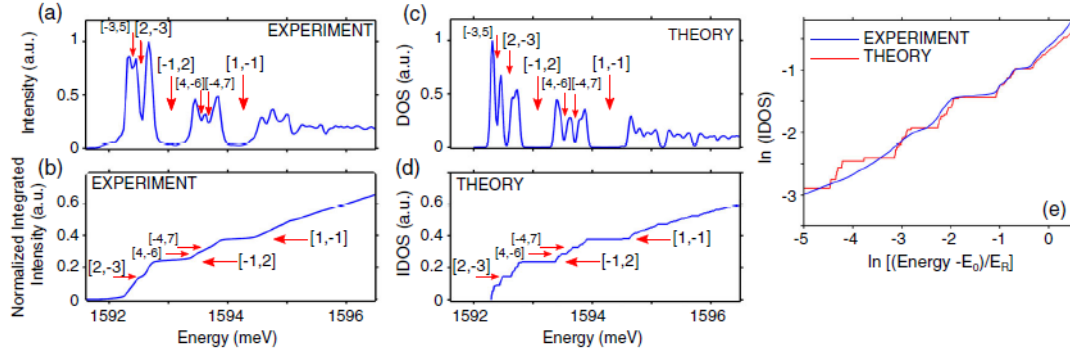 (a)
[-3,5]
[2,-3]
EXPERIMENT
[-1,2]
[1,-1]
[4,-6]
[-4,7]
1
0.5
0
Intensity (a.u.)
(b)
EXPERIMENT
[-4,7]
[4,-6]
[1,-1]
[2,-3]
[-1,2]
0.6
0.4
0.2
0
Normalized Integrated
Intensity (a.u.)
1592
1594
1596
Energy (meV)
(c)
[-3,5]
[2,-3]
THEORY
[-1,2]
[1,-1]
[4,-6]
[-4,7]
1
0.5
0
DOS (a.u.)
(d)
THEORY
[-4,7]
[4,-6]
[1,-1]
[2,-3]
[-1,2]
0.6
0.4
0.2
0
IDOS (a.u.)
1592
1594
1596
Energy (meV)
EXPERIMENT
THEORY
-1
-2
-3
ln (IDOS)
(e)
-5
-4
-3
-2
-1
0
ln [(Energy -E0)/ER]